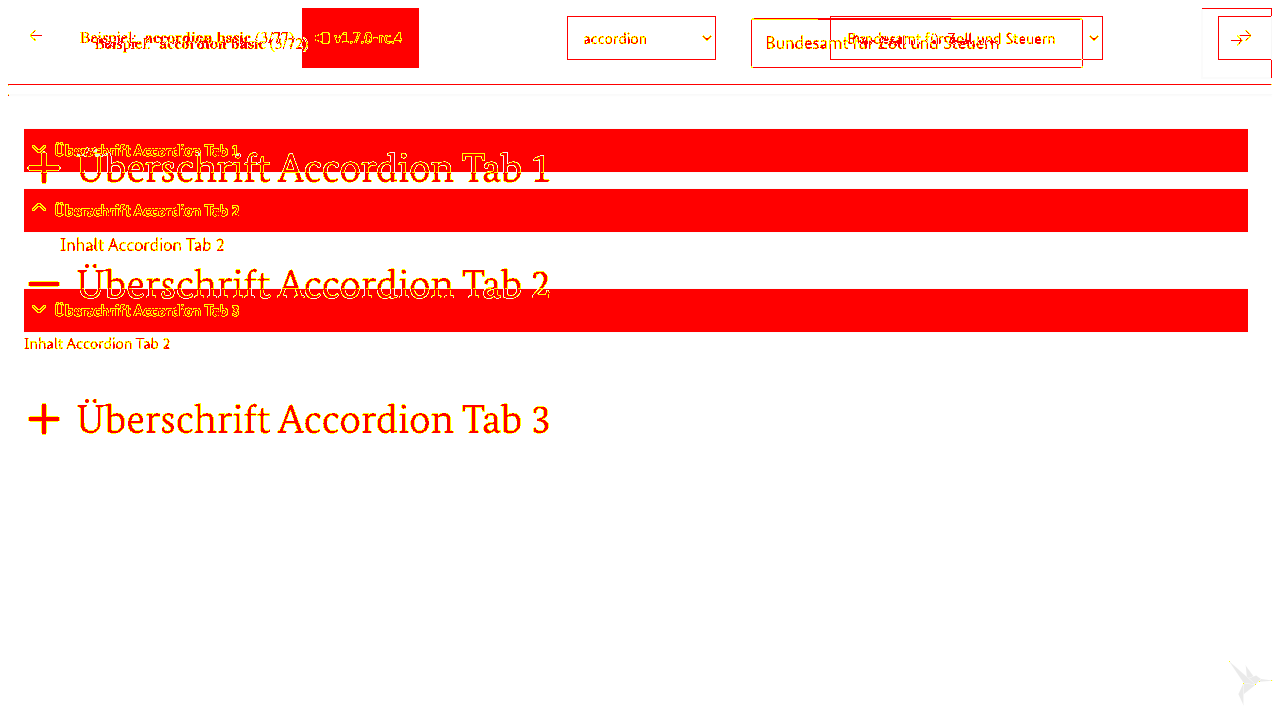 Beispiel: accordion basic (3/77)
Beispiel: accordion basic (3/72)
v1.7.0-rc.4
accordion
Bundesamt für Zoll und Steuern
Bundesamt für Zoll und Steuern
Überschrift Accordion Tab 1
Überschrift Accordion Tab 1
Überschrift Accordion Tab 2
Inhalt Accordion Tab 2
Überschrift Accordion Tab 2
Überschrift Accordion Tab 3
Inhalt Accordion Tab 2
Überschrift Accordion Tab 3